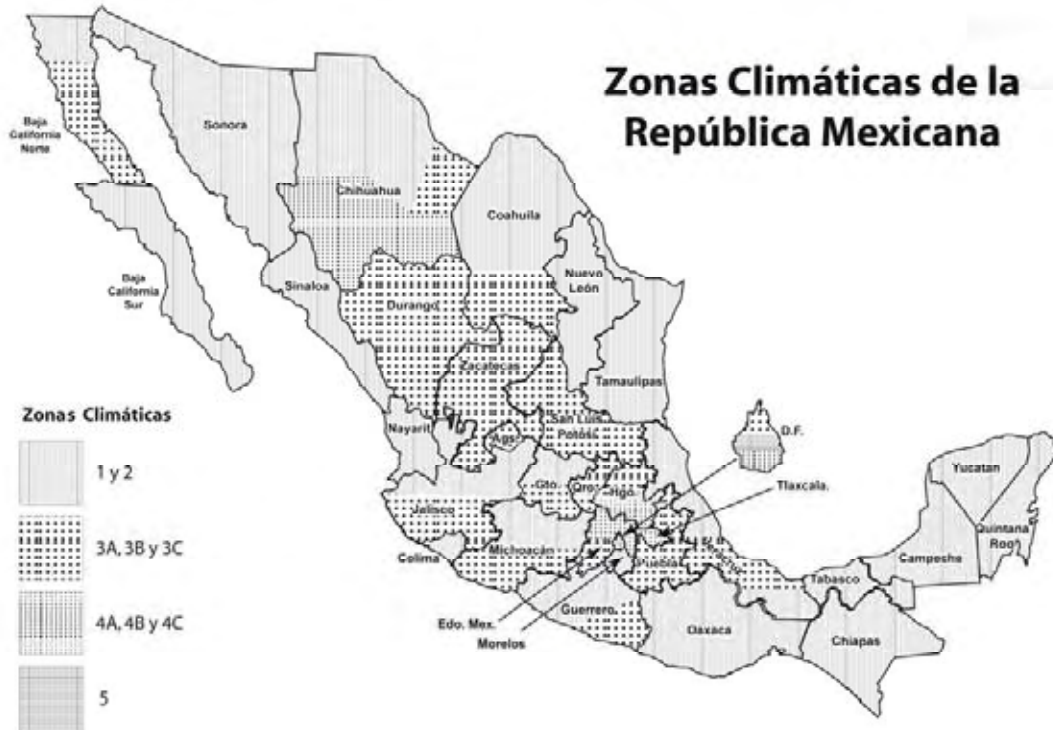 Zonas Climáticas de la
República Mexicana
Baja
California
Norte
Sonora
Chihuahua
Coahuila
Baja
California
Sur
Sinaloa
Nuevo
León
Durango
Zacatecas
Tamaulipas
Nayarit
Ags.
San Luis
Potosí
D.F.
Tlaxcala.
Yucatan
Quintana
Roo
Gto.
Qro.
Hgo.
Jalisco
Colima
Michoacán
Puebla
Veracruz
Campeche
Tabasco
Guerrero
Edo. Mex.
Morelos
Oaxaca
Chiapas
Zonas Climáticas
1 y 2
3A, 3B y 3C
4A, 4B y 4C
5